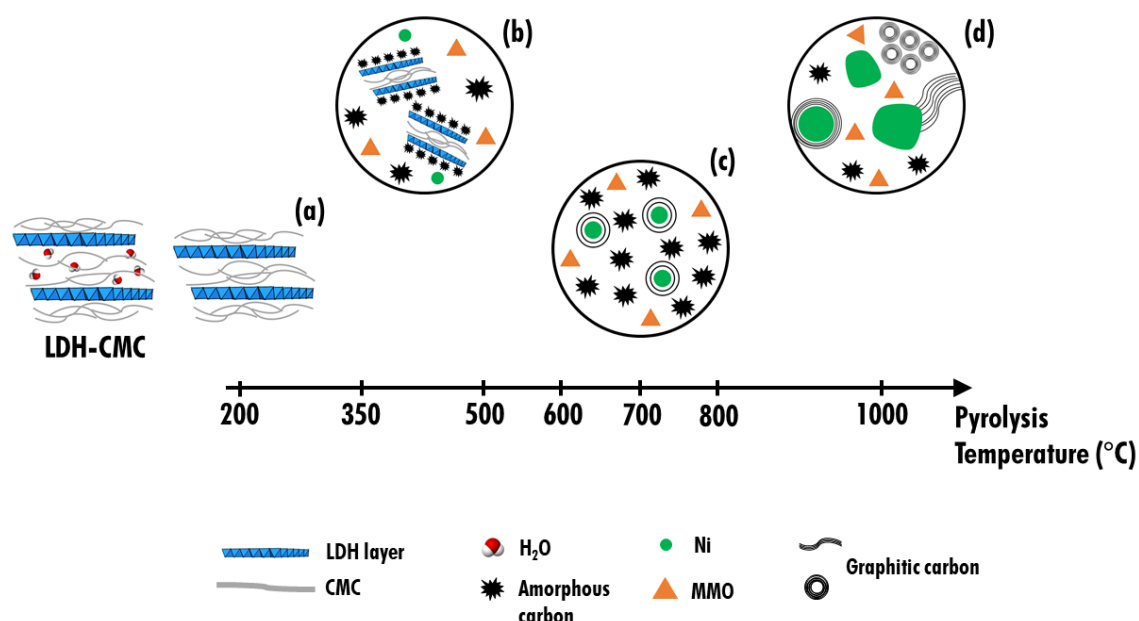 (b)
(d)
(c)
(a)
LDH-CMC
200 350 500 600 700 800 1000
Pyrolysis
Temperature (°C)
LDH layer
H₂O
Ni
Graphitic carbon
CMC
Amorphous
carbon
MMO